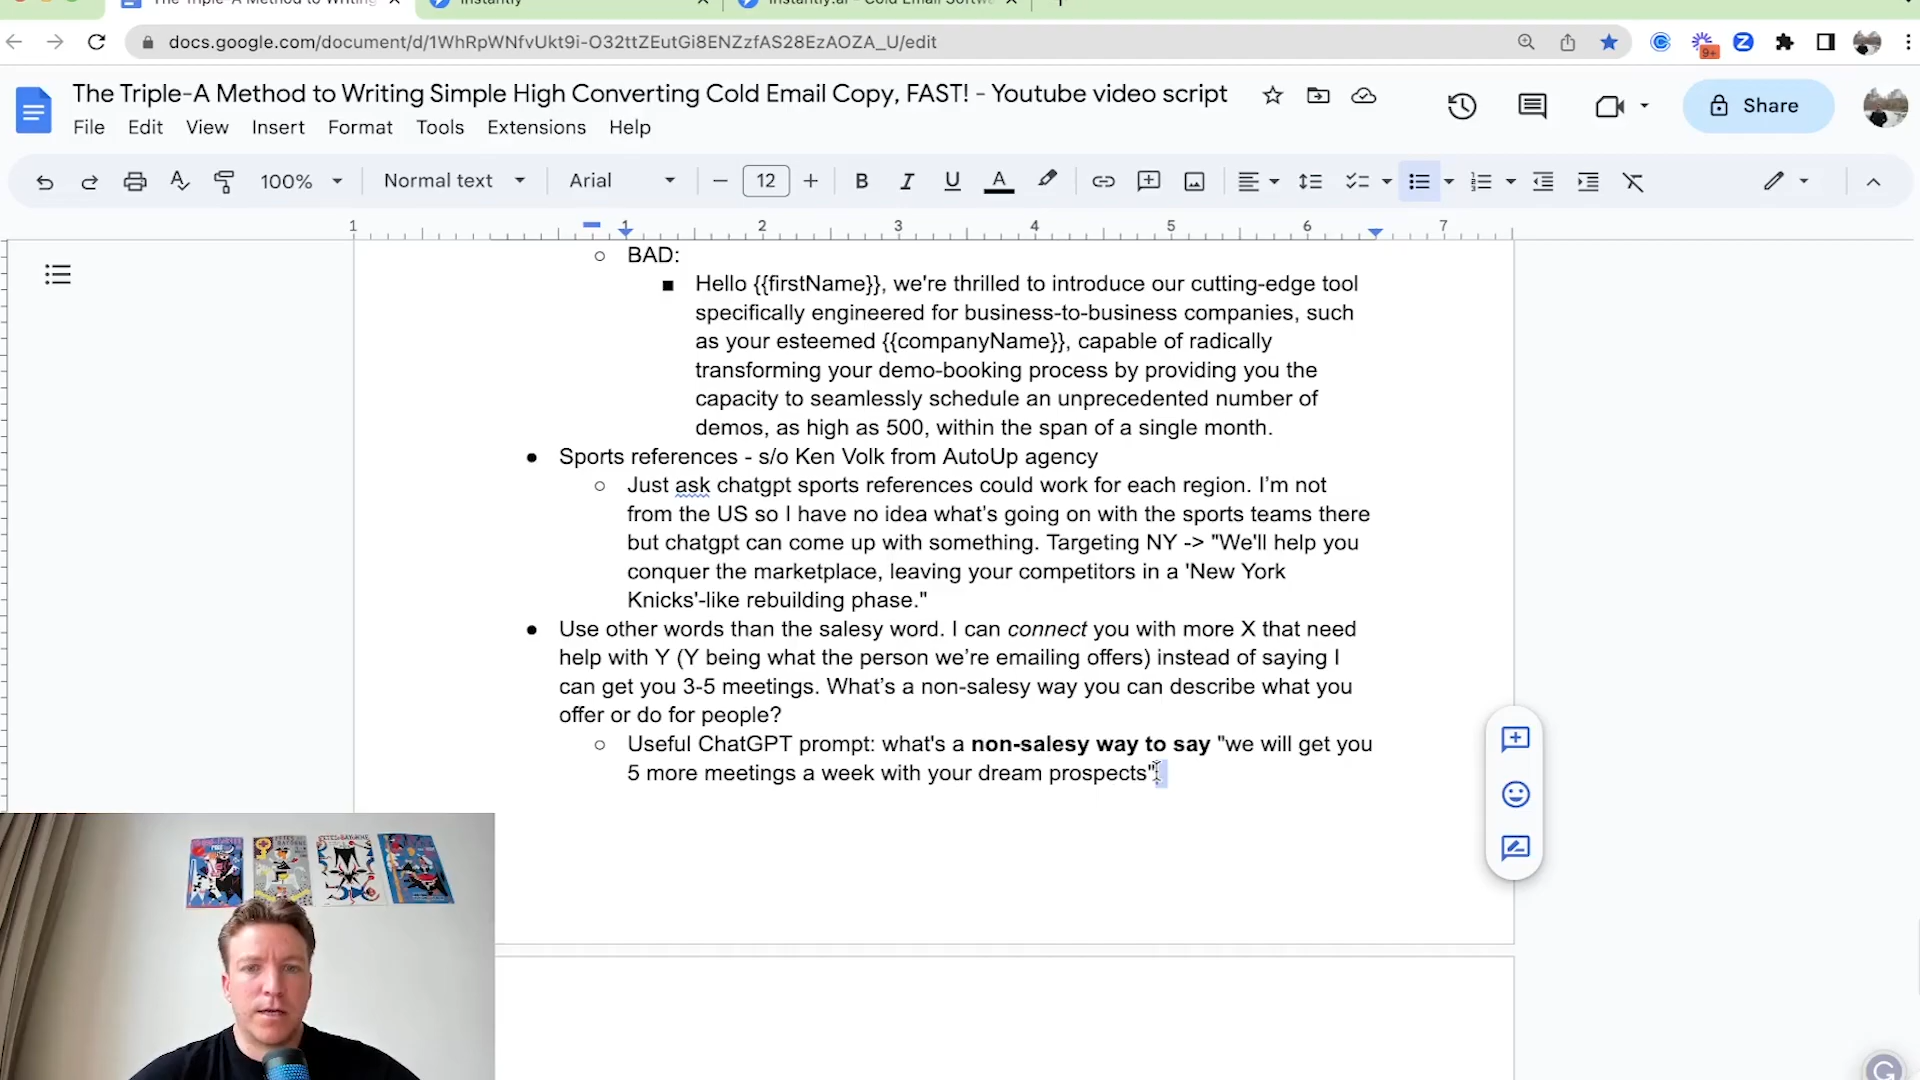 Instantly
docs.google.com/document/d/1WhRpWNfvUkt9i-O32ttZEutGi8ENZzfAS28EzAOZA_U/edit
9+
The Triple-A Method to Writing Simple High Converting Cold Email Copy, FAST! - Youtube video script
Share
File Edit View Insert Format Tools Extensions Help
100% Normal text Arial 12
1 1 2 3 4 5 6 7
○ BAD:
■ Hello {{firstName}}, we're thrilled to introduce our cutting-edge tool
specifically engineered for business-to-business companies, such
as your esteemed {{companyName}}, capable of radically
transforming your demo-booking process by providing you the
capacity to seamlessly schedule an unprecedented number of
demos, as high as 500, within the span of a single month.
● Sports references - s/o Ken Volk from AutoUp agency
○ Just ask chatgpt sports references could work for each region. I’m not
from the US so I have no idea what’s going on with the sports teams there
but chatgpt can come up with something. Targeting NY -> "We'll help you
conquer the marketplace, leaving your competitors in a 'New York
Knicks'-like rebuilding phase."
● Use other words than the salesy word. I can connect you with more X that need
help with Y (Y being what the person we’re emailing offers) instead of saying I
can get you 3-5 meetings. What’s a non-salesy way you can describe what you
offer or do for people?
○ Useful ChatGPT prompt: what's a non-salesy way to say "we will get you
5 more meetings a week with your dream prospects"